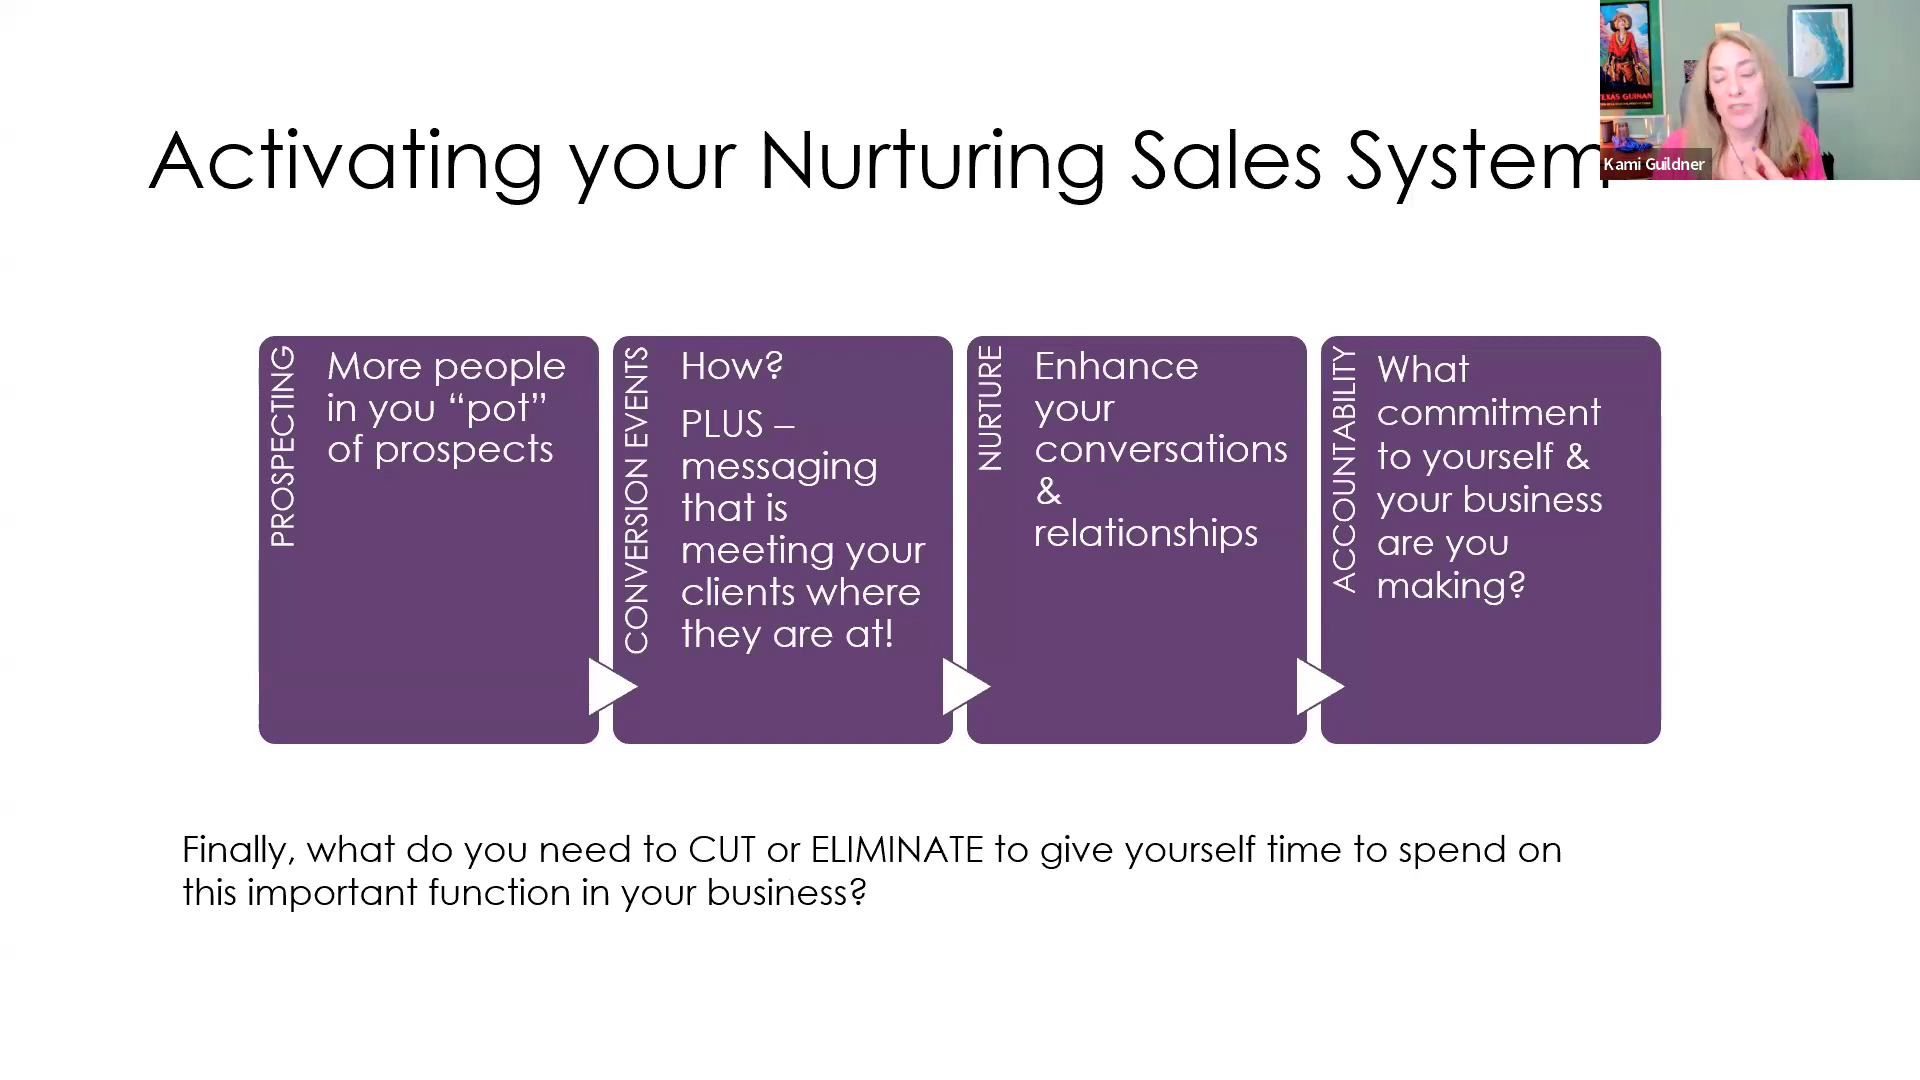 Activating your Nurturing Sales System
TEXAS GUINAN
Kami Guildner
PROSPECTING
More people
in you “pot”
of prospects
CONVERSION EVENTS
How?
PLUS –
messaging
that is
meeting your
clients where
they are at!
NURTURE
Enhance
your
conversations
&
relationships
ACCOUNTABILITY
What
commitment
to yourself &
your business
are you
making?
Finally, what do you need to CUT or ELIMINATE to give yourself time to spend on
this important function in your business?